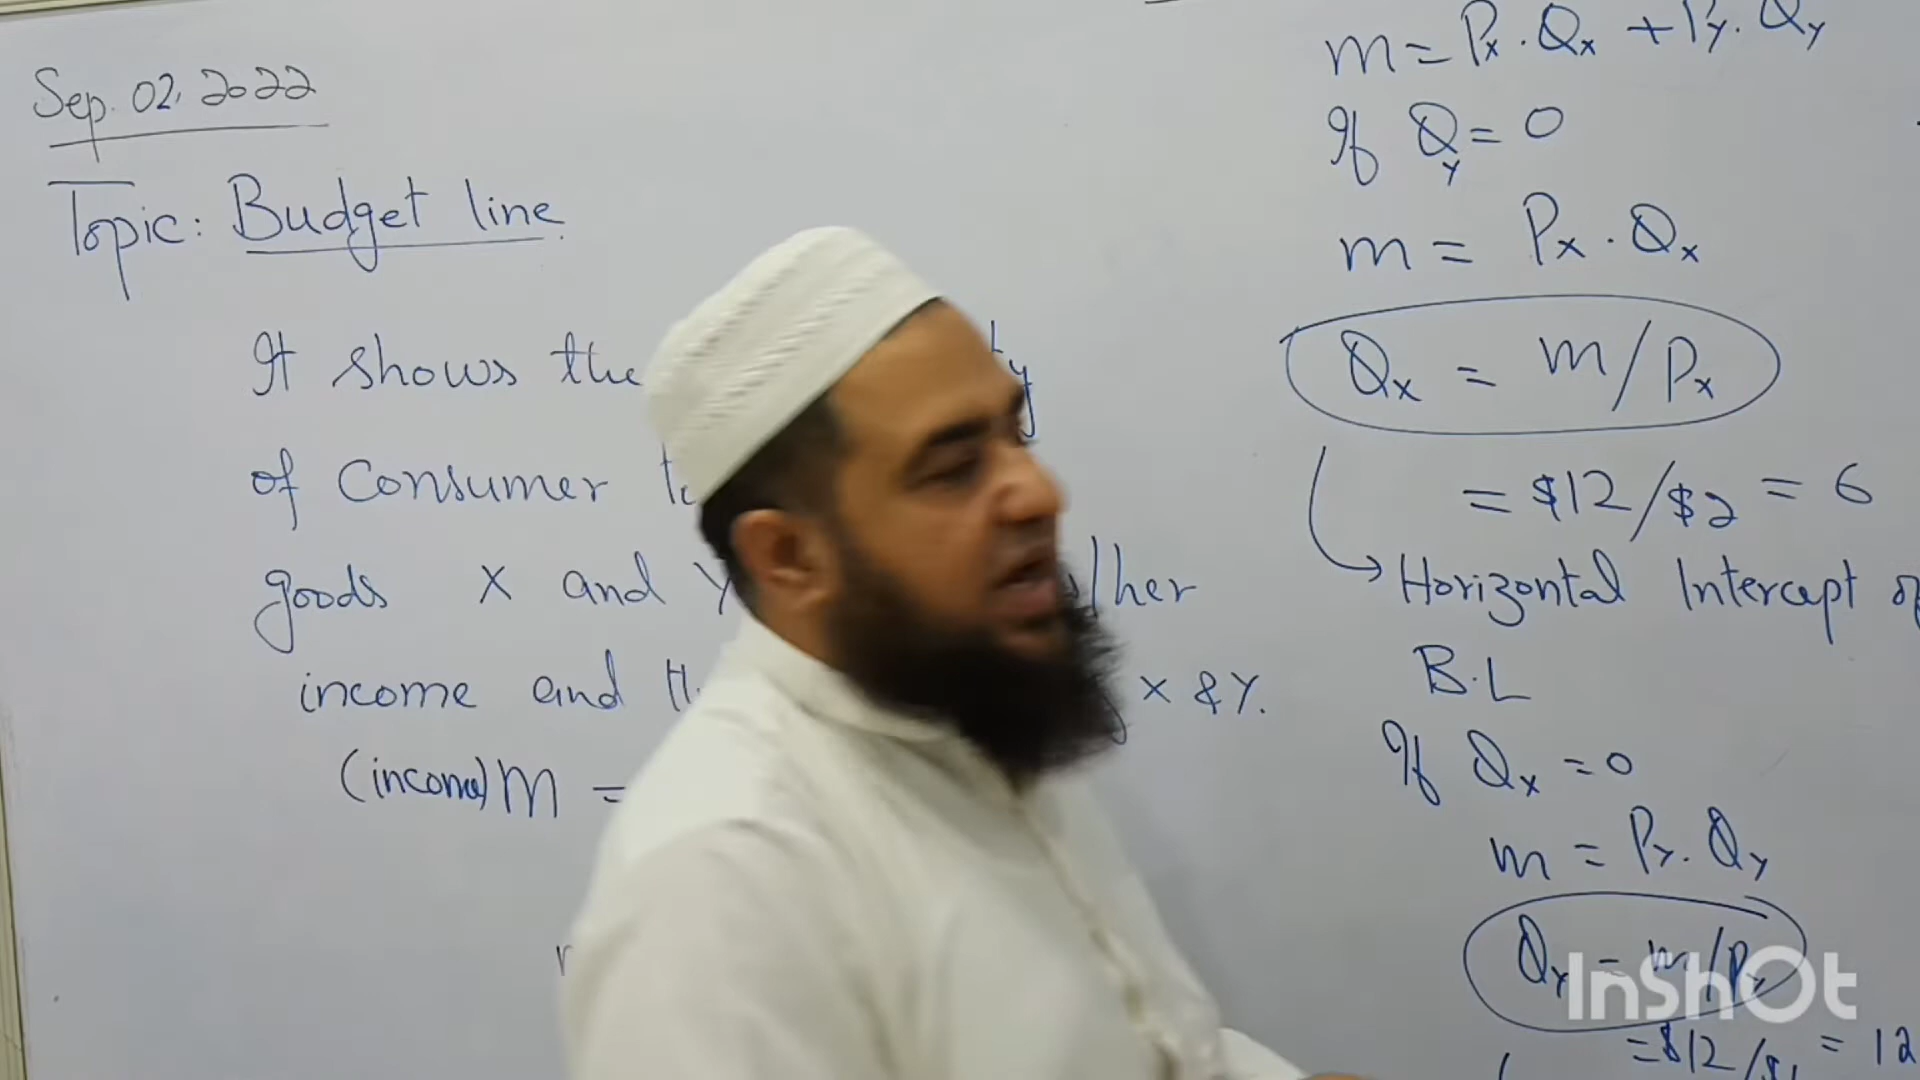 Sep. 02, 2022
Topic: Budget line.
It shows the
of Consumer
goods X and Y /her
income and X & Y.
(income) M =
m = Px . Qx + Py . Qy
If Qy = 0
m = Px . Qx
Qx = m/Px
= $12/$2 = 6
Horizontal Intercept of
B.L
If Qx = 0
m = Py . Qy
Qy = m/Py
= $12/$1 = 12
InShOt